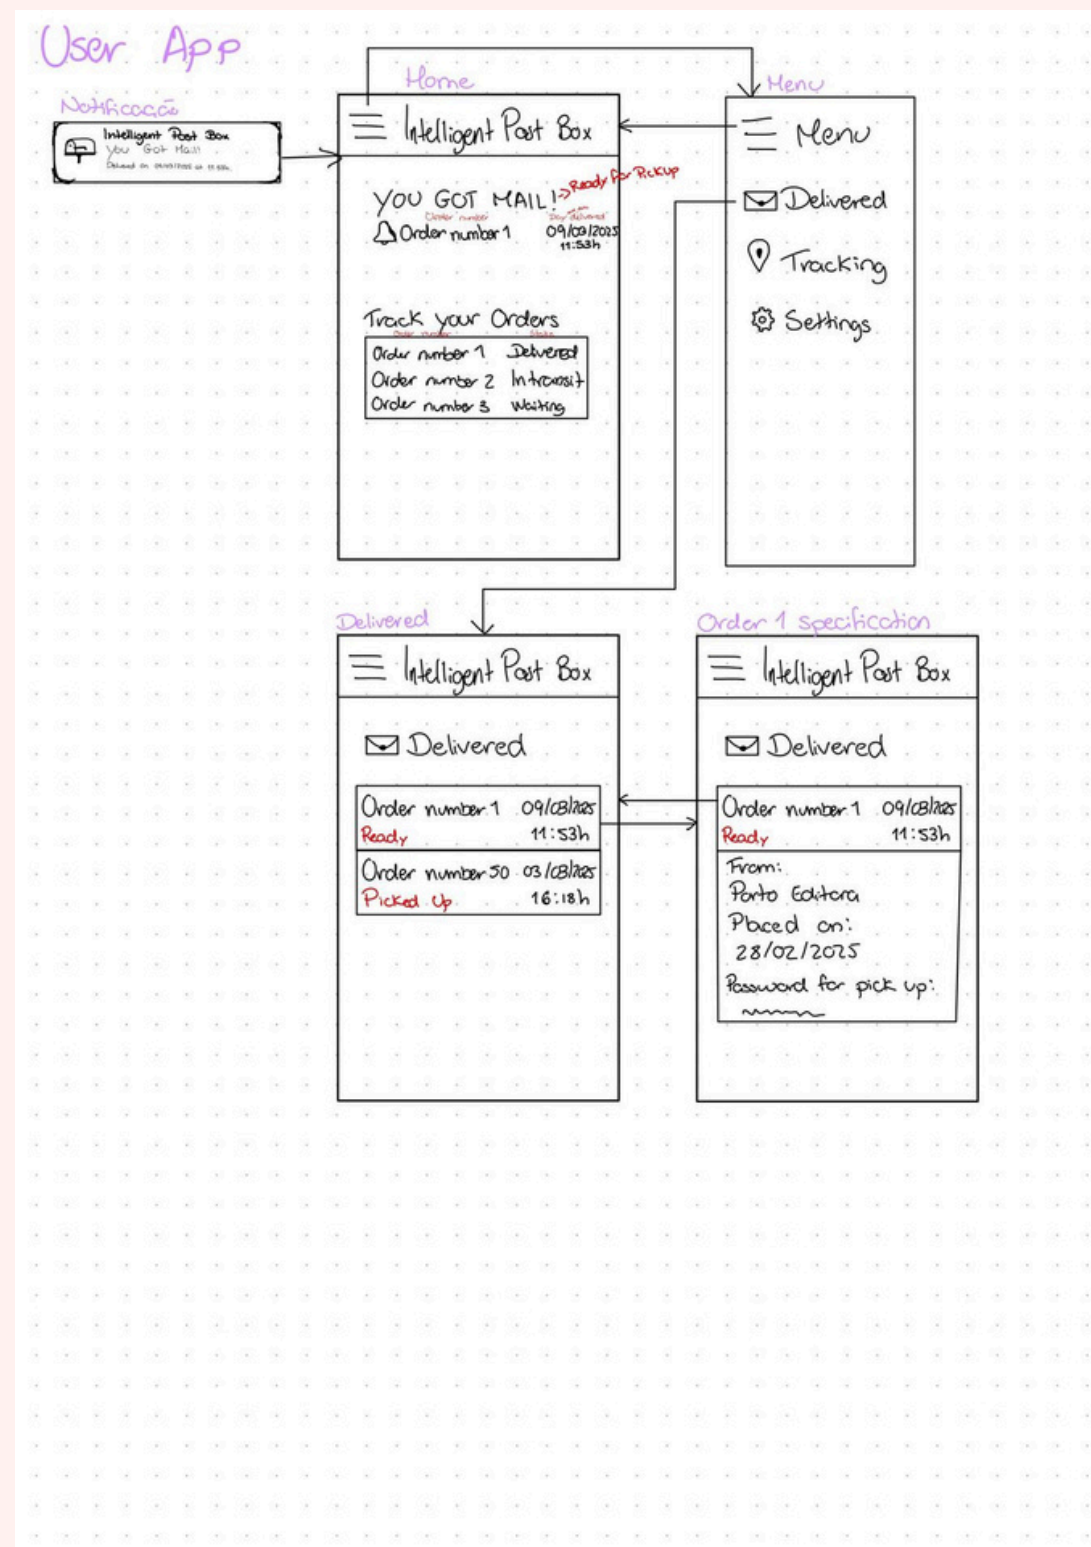 User App
Notificação
Intelligent Post Box
You Got Mail!
Home
Intelligent Post Box
YOU GOT MAIL! → Ready for Pickup
Order number
Day delivered
Order number 1 09/03/2025
11:53h
Track your Orders
Order number State
Order number 1 Delivered
Order number 2 In transit
Order number 3 Waiting
Menu
Menu
Delivered
Tracking
Settings
Delivered
Intelligent Post Box
Delivered
Order number 1 09/03/2025
Ready 11:53h
Order number 50 03/03/2025
Picked Up 16:18h
Order 1 specification
Intelligent Post Box
Delivered
Order number 1 09/03/2025
Ready 11:53h
From:
Porto Editora
Placed on:
28/02/2025
Password for pick up: